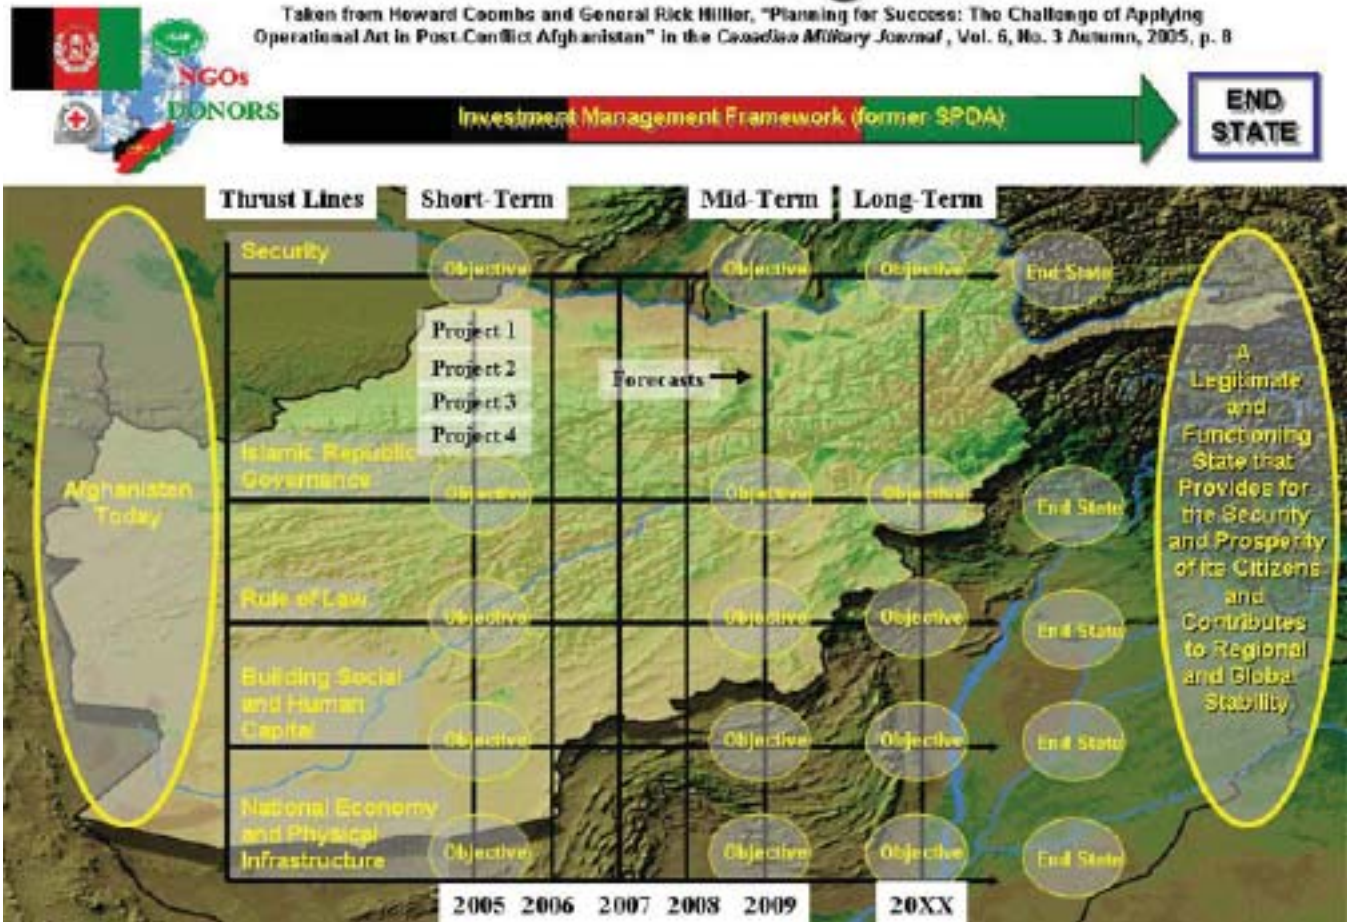 Taken from Howard Coombs and General Rick Hillier, "Planning for Success: The Challenge of Applying
Operational Art in Post-Conflict Afghanistan" in the Canadian Military Journal, Vol. 6, No. 3 Autumn, 2005, p. 8
NGOs
DONORS
Investment Management Framework (former SPDA)
END
STATE
Thrust Lines
Short-Term
Mid-Term
Long-Term
Security
Objective
Objective
Objective
End State
Project 1
Project 2
Project 3
Project 4
Forecasts
Afghanistan
Today
Islamic Republic
Governance
Objective
Objective
Objective
End State
Rule of Law
Objective
Objective
Objective
End State
Building Social
and Human
Capital
Objective
Objective
Objective
End State
National Economy
and Physical
Infrastructure
Objective
Objective
Objective
End State
A
Legitimate
and
Functioning
State that
Provides for
the Security
and Prosperity
of its Citizens
and
Contributes
to Regional
and Global
Stability
2005 2006 2007 2008 2009 20XX